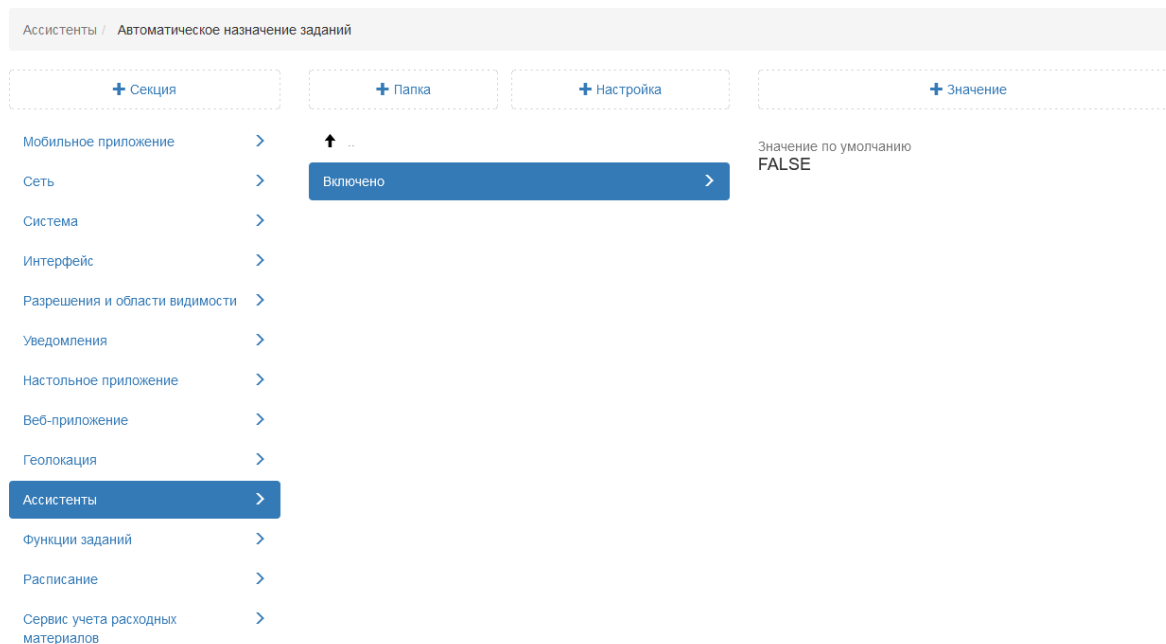 Ассистенты / Автоматическое назначение заданий
Секция
Папка
Настройка
Значение
Мобильное приложение
Сеть
Система
Интерфейс
Разрешения и области видимости
Уведомления
Настольное приложение
Веб-приложение
Геолокация
Ассистенты
Функции заданий
Расписание
Сервис учета расходных
материалов
..
Включено
Значение по умолчанию
FALSE